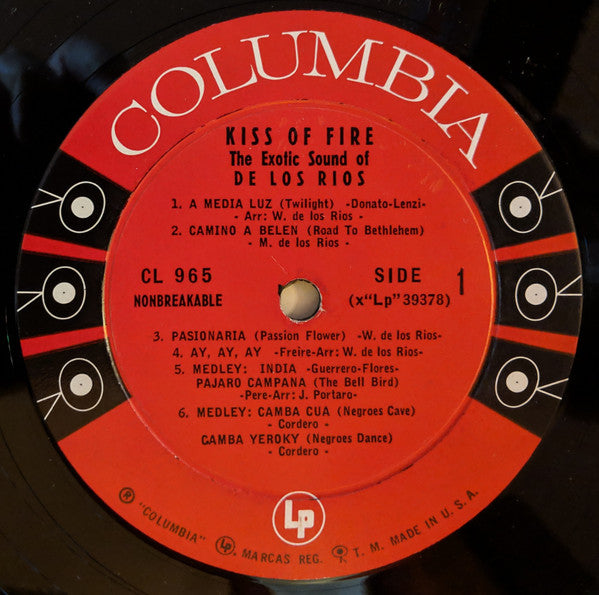 COLUMBIA
KISS OF FIRE
The Exotic Sound of
DE LOS RIOS
1. A MEDIA LUZ (Twilight) -Donato-Lenzi-
- Arr: W. de los Rios -
2. CAMINO A BELEN (Road To Bethlehem)
- M. de los Rios -
CL 965
NONBREAKABLE
SIDE 1
(x"Lp"39378)
3. PASIONARIA (Passion Flower) -W. de los Rios-
4. AY, AY, AY -Freire-Arr: W. de los Rios-
5. MEDLEY: INDIA -Guerrero-Flores-
PAJARO CAMPANA (The Bell Bird)
-Pere-Arr: J. Portaro-
6. MEDLEY: CAMBA CUA (Negroes Cave)
- Cordero -
CAMBA YEROKY (Negroes Dance)
- Cordero -
Lp
® "COLUMBIA" Lp, MARCAS REG. T. M. MADE IN U. S. A.